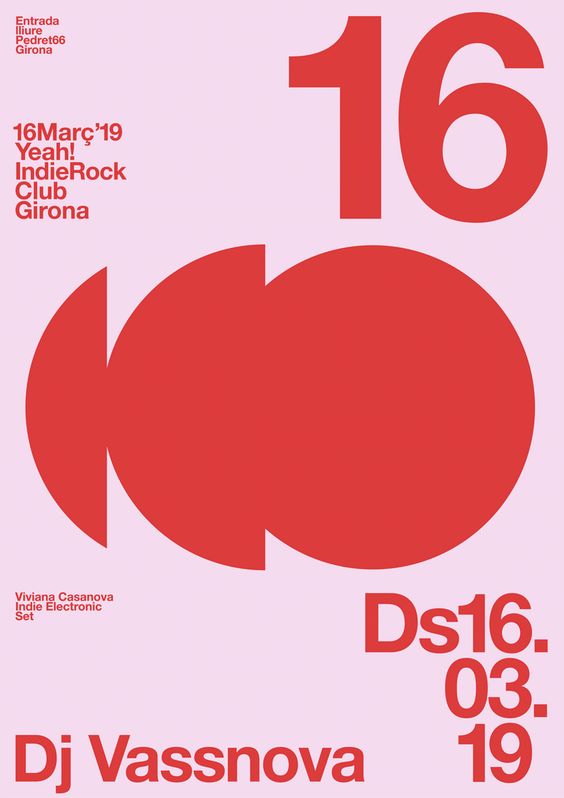 Entrada
lliure
Pedret66
Girona
16
16Març’19
Yeah!
IndieRock
Club
Girona
Viviana Casanova
Indie Electronic
Set
Ds16.
03.
19
Dj Vassnova